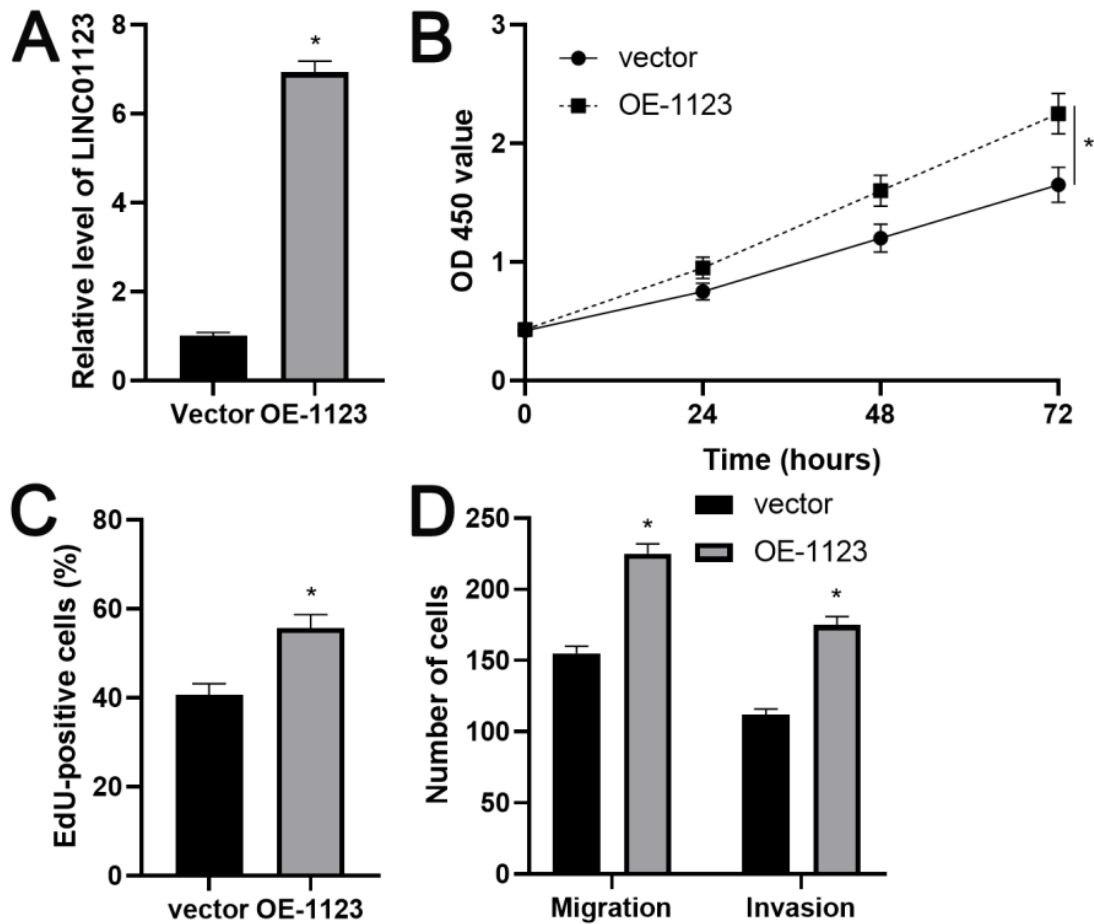 A
Relative level of LINC01123
8
6
4
2
0
*
Vector OE-1123
B
OD 450 value
3
2
1
0
vector
OE-1123
*
0 24 48 72
Time (hours)
C
EdU-positive cells (%)
80
60
40
20
0
*
vector OE-1123
D
Number of cells
250
200
150
100
50
0
vector
OE-1123
*
*
Migration Invasion